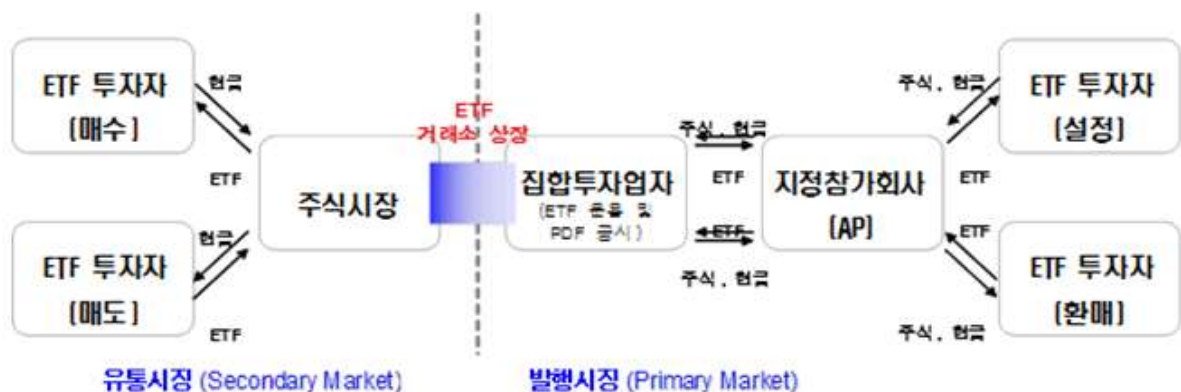 ETF 투자자
(매수)
현금
ETF
ETF 투자자
(매도)
현금
ETF
주식시장
ETF
거래소 상장
집합투자업자
(ETF 운용 및
PDF 공시)
주식, 현금
ETF
ETF
주식, 현금
지정참가회사
(AP)
주식, 현금
ETF
ETF 투자자
(설정)
ETF
주식, 현금
ETF 투자자
(환매)
유통시장 (Secondary Market)
발행시장 (Primary Market)